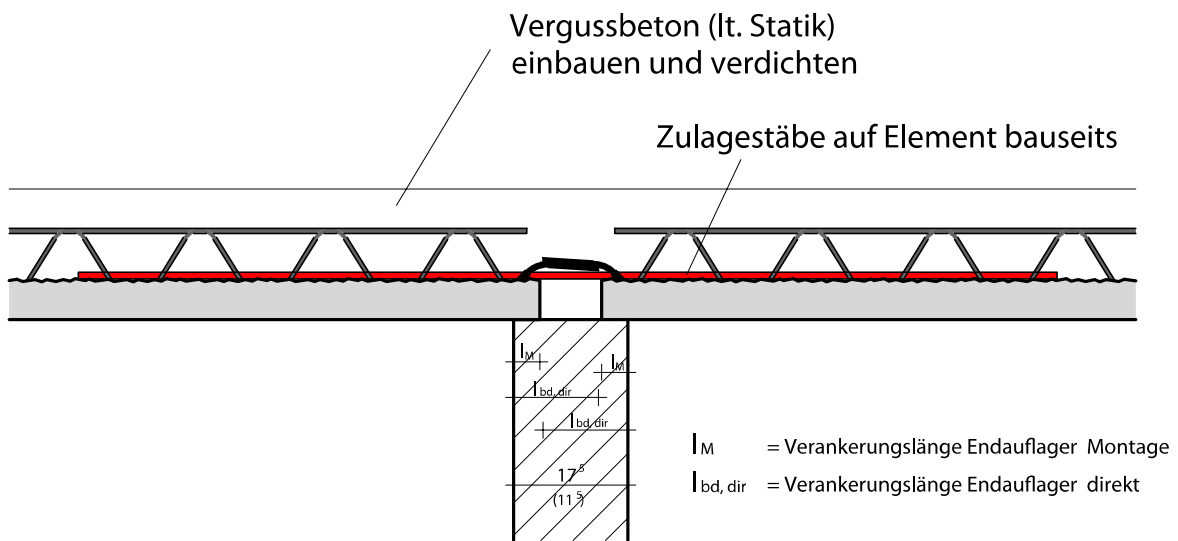 Vergussbeton (lt. Statik)
einbauen und verdichten
Zulagestäbe auf Element bauseits
lM
lM
lbd, dir
lbd, dir
17⁵
(11⁵)
lM = Verankerungslänge Endauflager Montage
lbd, dir = Verankerungslänge Endauflager direkt